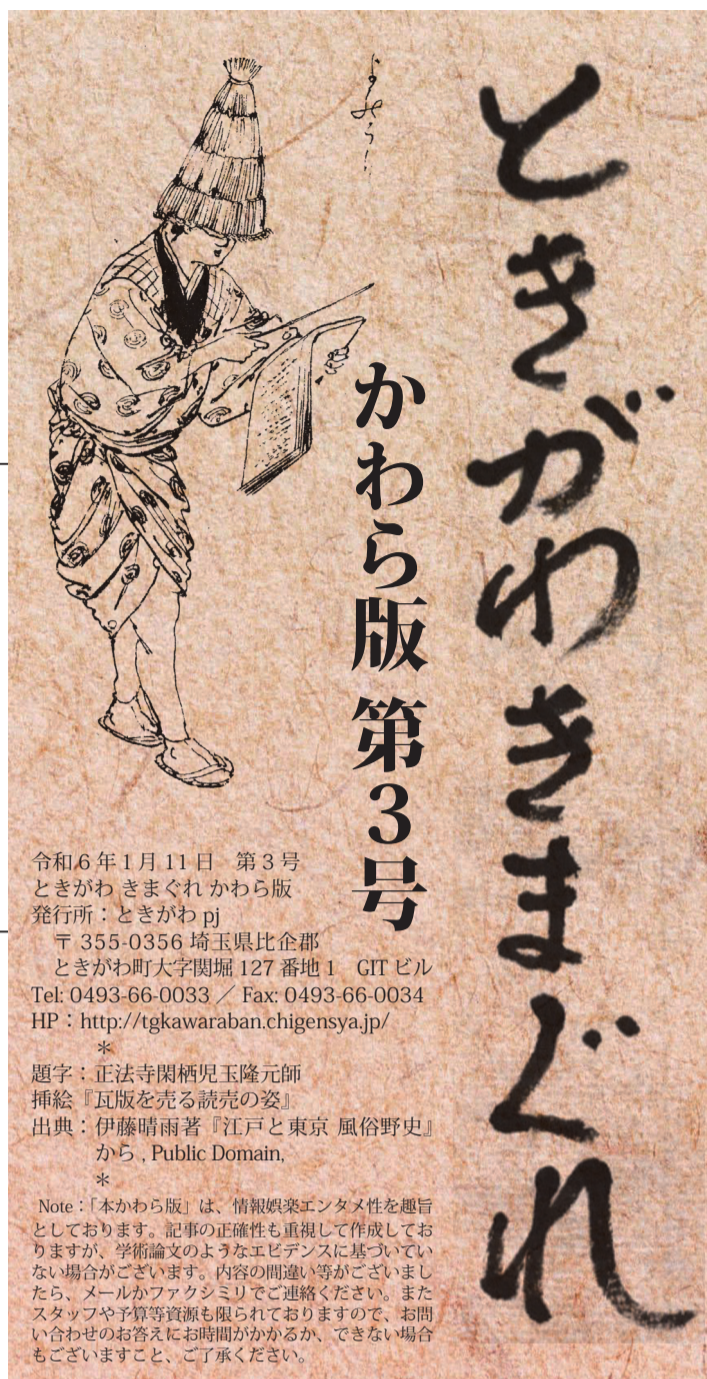 ときがわきまぐれ
かわら版 第3号
よみうり
令和6年1月11日　第3号
ときがわ きまぐれ かわら版
発行所：ときがわ pj
〒 355-0356 埼玉県比企郡
ときがわ町大字関堀 127 番地 1　GIT ビル
Tel: 0493-66-0033 ／ Fax: 0493-66-0034
HP：http://tgkawaraban.chigensya.jp/
＊
題字：正法寺閑栖児玉隆元師
挿絵『瓦版を売る読売の姿』
出典：伊藤晴雨著『江戸と東京 風俗野史』
から , Public Domain,
＊
Note：「本かわら版」は、情報娯楽エンタメ性を趣旨
としております。記事の正確性も重視して作成してお
りますが、学術論文のようなエビデンスに基づいてい
ない場合がございます。内容の間違い等がございまし
たら、メールかファクシミリでご連絡ください。また
スタッフや予算等資源も限られておりますので、お問
い合わせのお答えにお時間がかかるか、できない場合
もございますこと、ご了承ください。